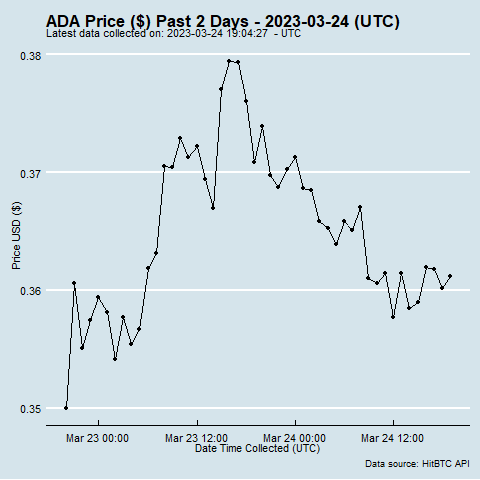 ADA Price ($) Past 2 Days - 2023-03-24 (UTC)
Latest data collected on: 2023-03-24 19:04:27 - UTC
0.38
0.37
0.36
0.35
Price USD ($)
Mar 23 00:00 Mar 23 12:00 Mar 24 00:00 Mar 24 12:00
Date Time Collected (UTC)
Data source: HitBTC API